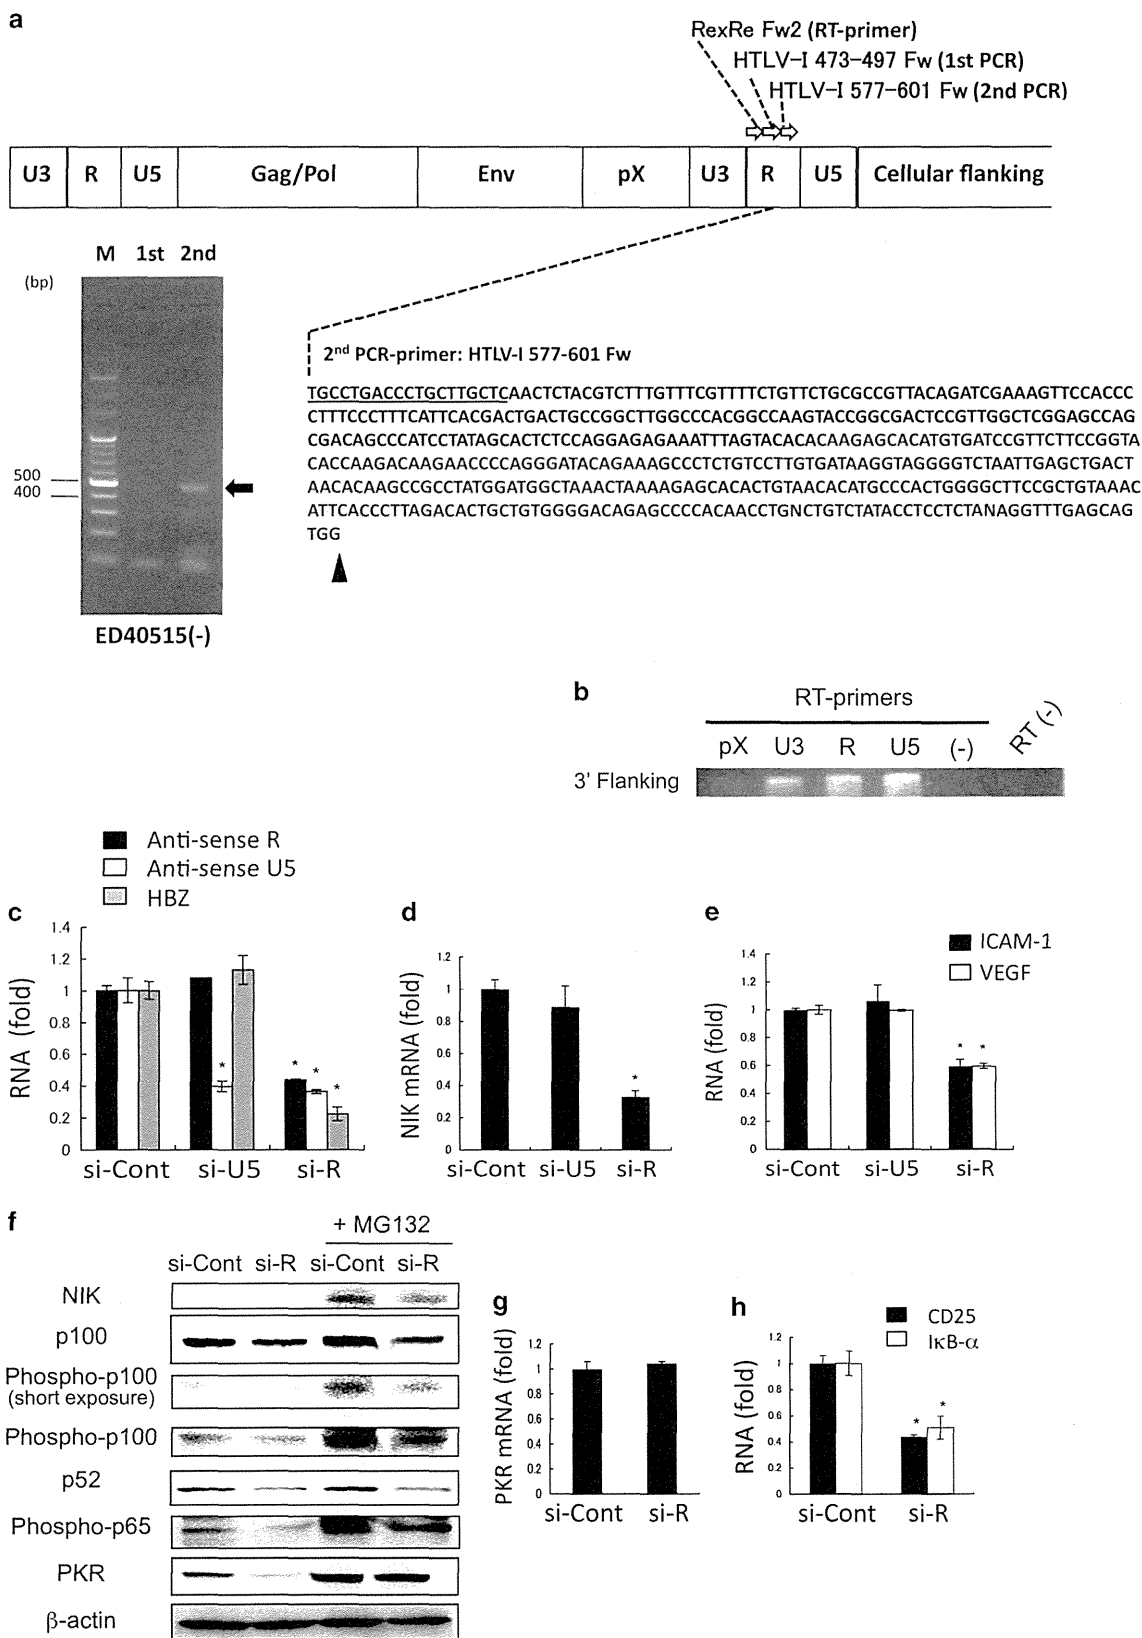 a
RexRe Fw2 (RT-primer)
HTLV-I 473-497 Fw (1st PCR)
HTLV-I 577-601 Fw (2nd PCR)
U3 R U5 Gag/Pol Env pX U3 R U5 Cellular flanking
M 1st 2nd
(bp)
500
400
ED40515(-)
2nd PCR-primer: HTLV-I 577-601 Fw
TGCCTGACCCTGCTTGCTCAACTCTACGTCTTTGTTTCGTTTTCTGTTCTGCGCCGTTACAGATCGAAAGTTCCACCC
CTTTCCCTTTCATTCACGACTGACTGCCGGCTTGGCCCACGGCCAAGTACCGGCGACTCCGTTGGCTCGGAGCCAG
CGACAGCCCATCCTATAGCACTCTCCAGGAGAGAAATTTAGTACACACAAGAGCACATGTGATCCGTTCTTCCGGTA
CACCAAGACAAGAACCCCAGGGATACAGAAAGCCCTCTGTCCTTGTGATAAGGTAGGGGTCTAATTGAGCTGACT
AACACAAGCCGCCTATGGATGGCTAAACTAAAAGAGCACACTGTAACACATGCCCACTGGGGCTTCCGCTGTAAAC
ATTCACCCTTAGACACTGCTGTGGGGACAGAGCCCCACAACCTGNCTGTCTATACCTCCTCTANAGGTTTGAGCAG
TGG
b
RT-primers
pX U3 R U5 (-) RT (-)
3' Flanking
Anti-sense R
Anti-sense U5
HBZ
c
RNA (fold)
1.4
1.2
1
0.8
0.6
0.4
0.2
0
* * * *
si-Cont si-U5 si-R
d
NIK mRNA (fold)
1.2
1
0.8
0.6
0.4
0.2
0
*
si-Cont si-U5 si-R
e
ICAM-1
VEGF
RNA (fold)
1.4
1.2
1
0.8
0.6
0.4
0.2
0
* *
si-Cont si-U5 si-R
f
+ MG132
si-Cont si-R si-Cont si-R
NIK
p100
Phospho-p100
(short exposure)
Phospho-p100
p52
Phospho-p65
PKR
β-actin
g
PKR mRNA (fold)
1.2
1
0.8
0.6
0.4
0.2
0
si-Cont si-R
h
CD25
IκB-α
RNA (fold)
1.2
1
0.8
0.6
0.4
0.2
0
* *
si-Cont si-R